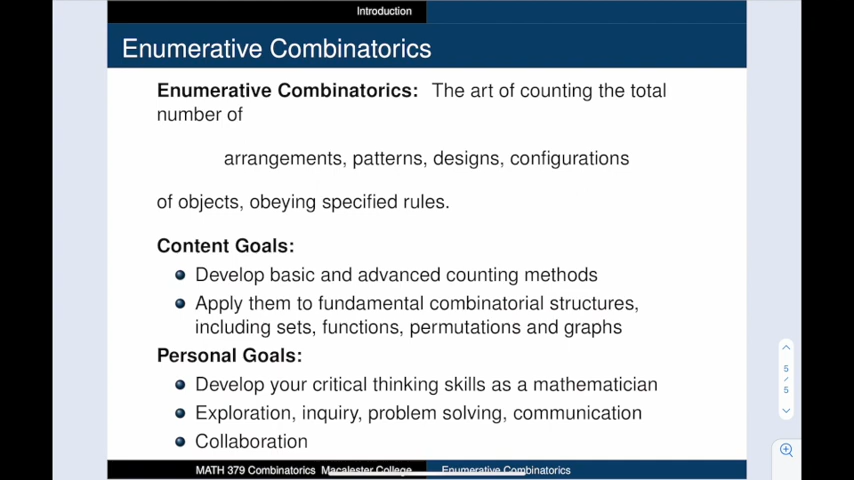 Introduction
Enumerative Combinatorics
Enumerative Combinatorics: The art of counting the total
number of
arrangements, patterns, designs, configurations
of objects, obeying specified rules.
Content Goals:
Develop basic and advanced counting methods
Apply them to fundamental combinatorial structures,
including sets, functions, permutations and graphs
Personal Goals:
Develop your critical thinking skills as a mathematician
Exploration, inquiry, problem solving, communication
Collaboration
5
/
5
MATH 379 Combinatorics Macalester College Enumerative Combinatorics